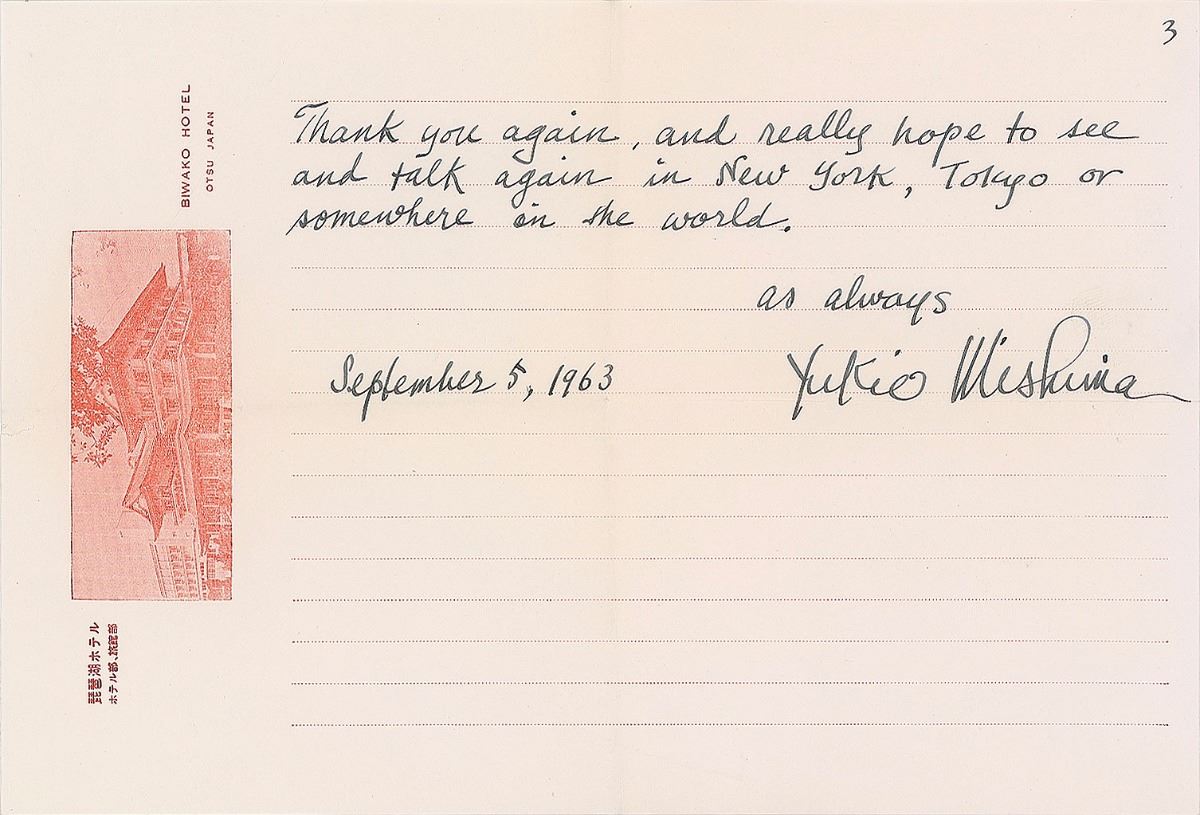 3
BIWAKO HOTEL
OTSU JAPAN
Thank you again, and really hope to see
and talk again in New York, Tokyo or
somewhere in the world.
as always
September 5, 1963
Yukio Mishima
琵琶湖ホテル
ホテル部、旅館部